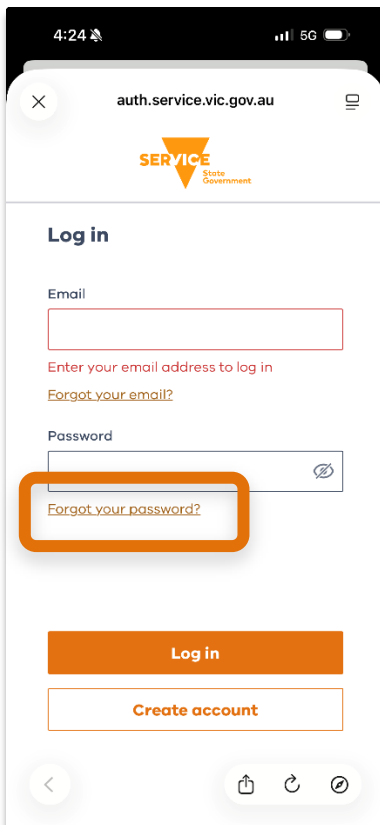 4:24
5G
auth.service.vic.gov.au
SERVICE
State
Government
Log in
Email
Enter your email address to log in
Forgot your email?
Password
Forgot your password?
Log in
Create account